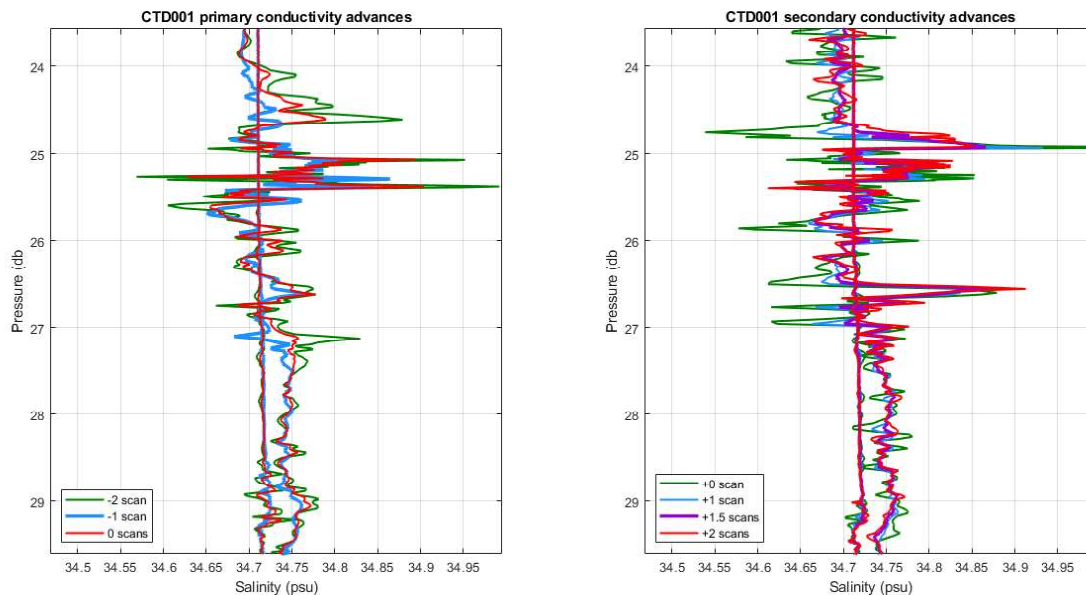 CTD001 primary conductivity advances
24
25
26
27
28
29
Pressure idb
-2 scan
-1 scan
0 scans
34.5 34.55 34.6 34.65 34.7 34.75 34.8 34.85 34.9 34.95
Salinity (psu)
CTD001 secondary conductivity advances
24
25
26
27
28
29
Pressure idb
+0 scan
+1 scan
+1.5 scans
+2 scans
34.5 34.55 34.6 34.65 34.7 34.75 34.8 34.85 34.9 34.95
Salinity (psu)